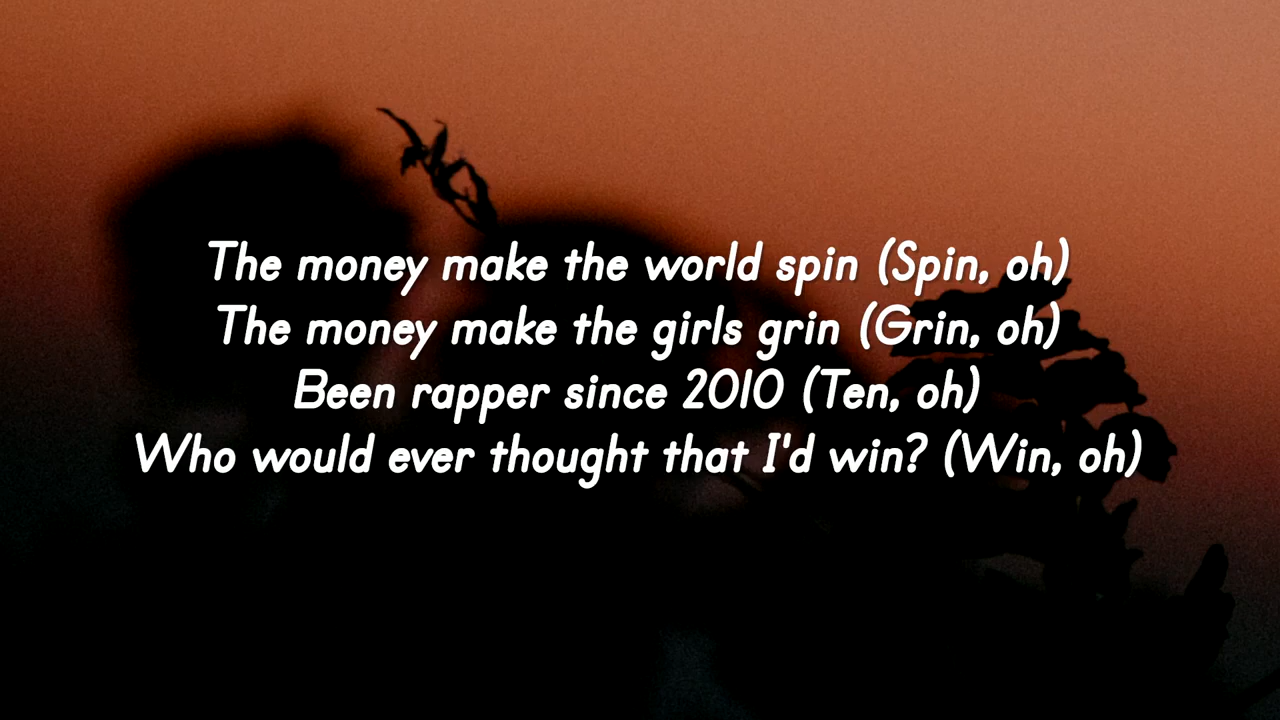 The money make the world spin (Spin, oh)
The money make the girls grin (Grin, oh)
Been rapper since 2010 (Ten, oh)
Who would ever thought that I'd win? (Win, oh)